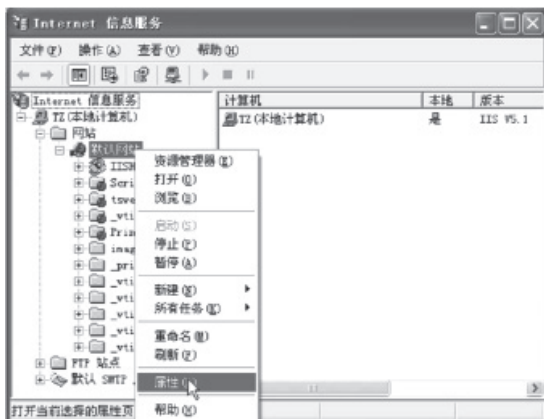 Internet 信息服务
文件(F) 操作(A) 查看(V) 帮助(H)
Internet 信息服务
计算机 本地 版本
TZ(本地计算机)
TZ(本地计算机) 是 IIS V5.1
网站
默认网站
IISH
Scri
tswe
_vti
Prin
imag
_pri
_vti
_vti
_vti
_vti
_vti
FTP 站点
默认 SMTP
资源管理器(E)
打开(O)
浏览(B)
启动(S)
停止(P)
暂停(A)
新建(N)
所有任务(K)
重命名(M)
刷新(F)
属性
帮助(H)
打开当前选择的属性页